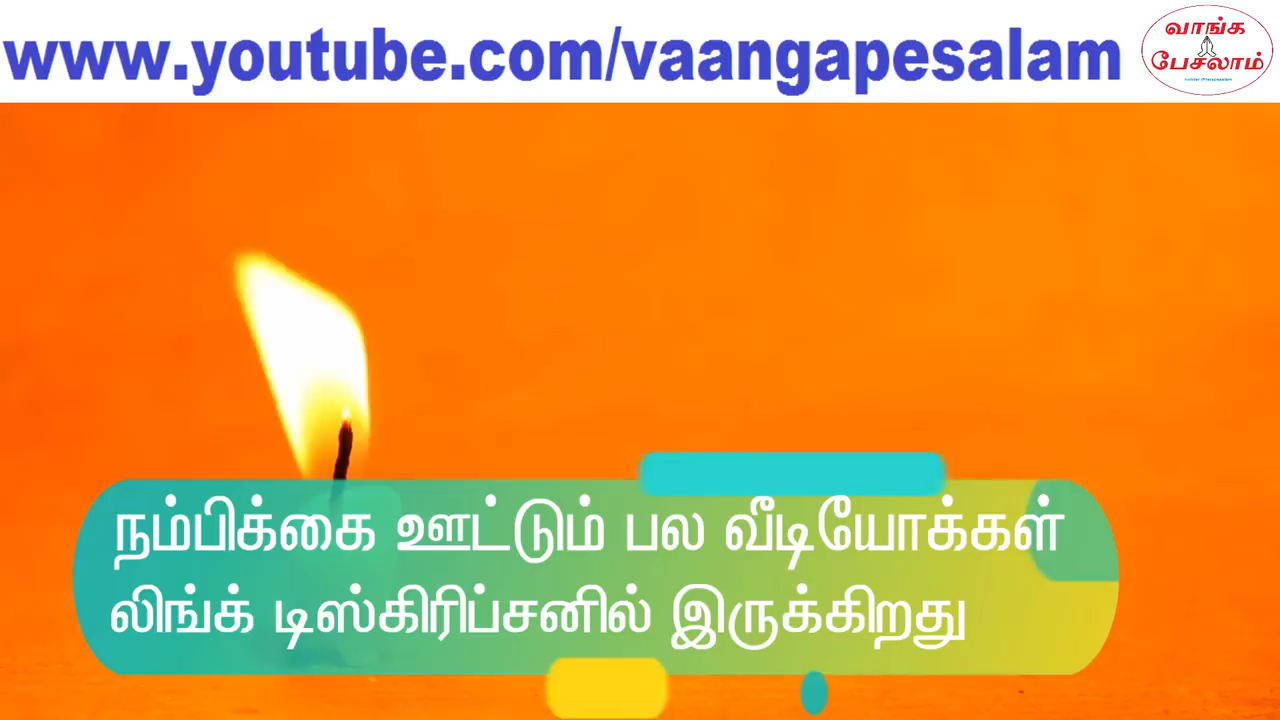 www.youtube.com/vaangapesalam
வாங்க
பேசலாம்
நம்பிக்கை ஊட்டும் பல வீடியோக்கள்
லிங்க் டிஸ்கிரிப்சனில் இருக்கிறது